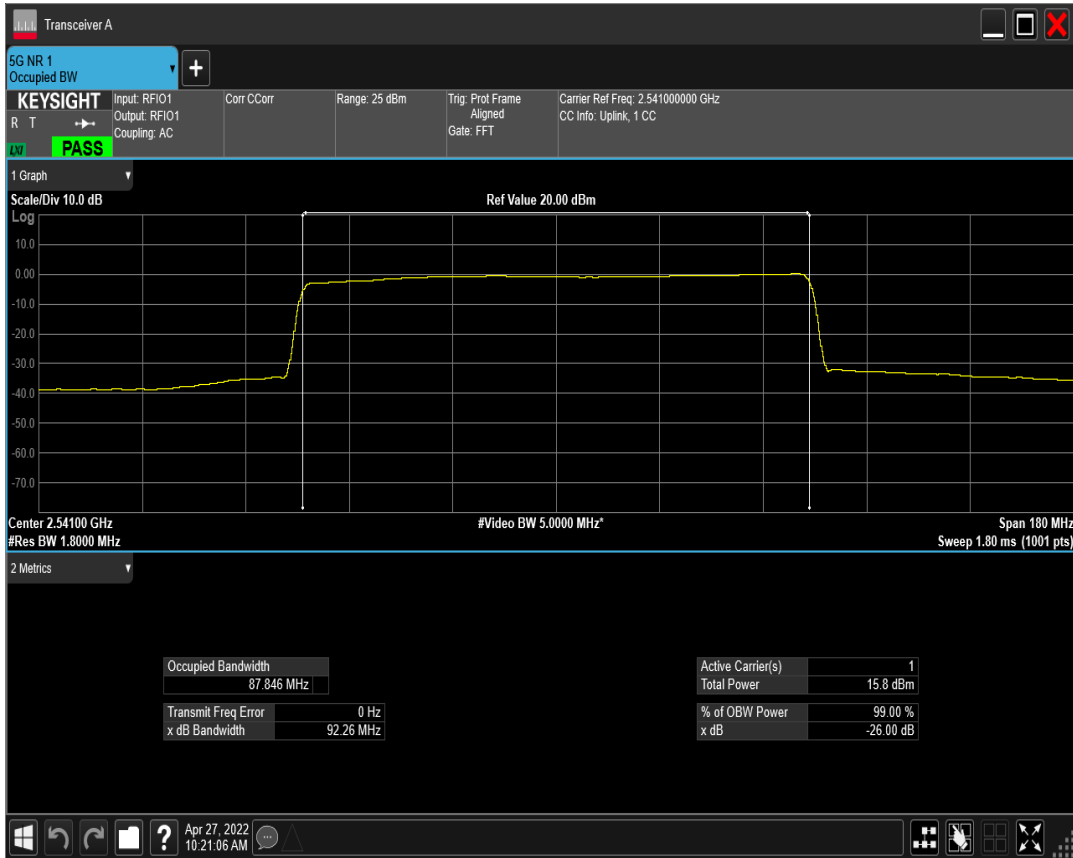 Transceiver A
5G NR 1
Occupied BW
KEYSIGHT
R T
LXI
PASS
Input: RFIO1
Output: RFIO1
Coupling: AC
Corr CCorr
Range: 25 dBm
Trig: Prot Frame
Aligned
Gate: FFT
Carrier Ref Freq: 2.541000000 GHz
CC Info: Uplink, 1 CC
1 Graph
Scale/Div 10.0 dB
Ref Value 20.00 dBm
Log
10.0
0.00
-10.0
-20.0
-30.0
-40.0
-50.0
-60.0
-70.0
Center 2.54100 GHz
#Video BW 5.0000 MHz*
Span 180 MHz
#Res BW 1.8000 MHz
Sweep 1.80 ms (1001 pts)
2 Metrics
Occupied Bandwidth
87.846 MHz
Transmit Freq Error 0 Hz
x dB Bandwidth 92.26 MHz
Active Carrier(s) 1
Total Power 15.8 dBm
% of OBW Power 99.00 %
x dB -26.00 dB
?
Apr 27, 2022
10:21:06 AM